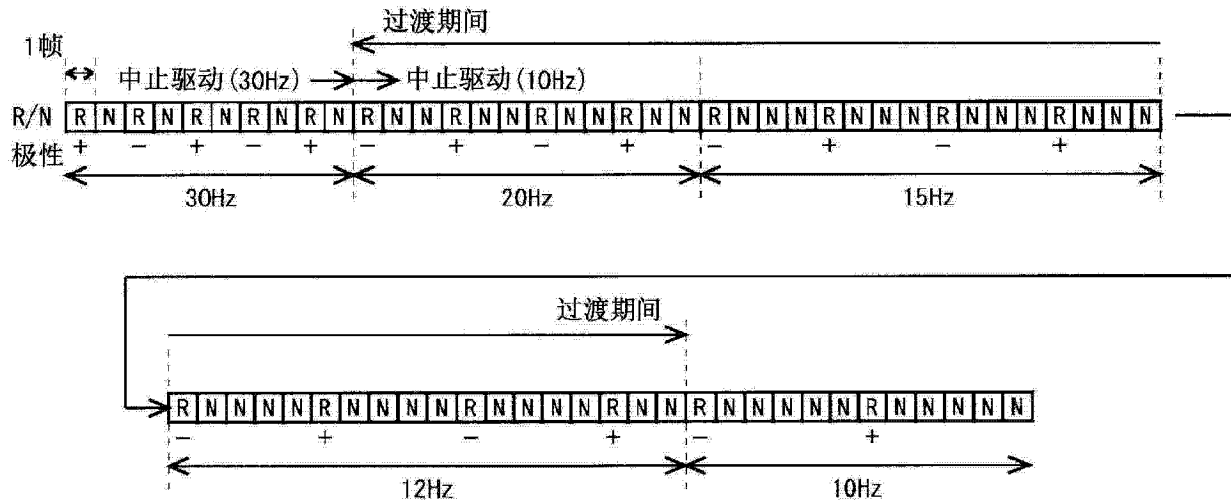 过渡期间
1帧
中止驱动(30Hz) 中止驱动(10Hz)
R/N R N R N R N R N R N R N N R N N R N N R N N R N N N R N N N R N N N R N N N
极性 + − + − + − + − + − + − +
30Hz 20Hz 15Hz
过渡期间
R N N N N R N N N N R N N N N R N N R N N N N N R N N N N N
− + − + − +
12Hz 10Hz